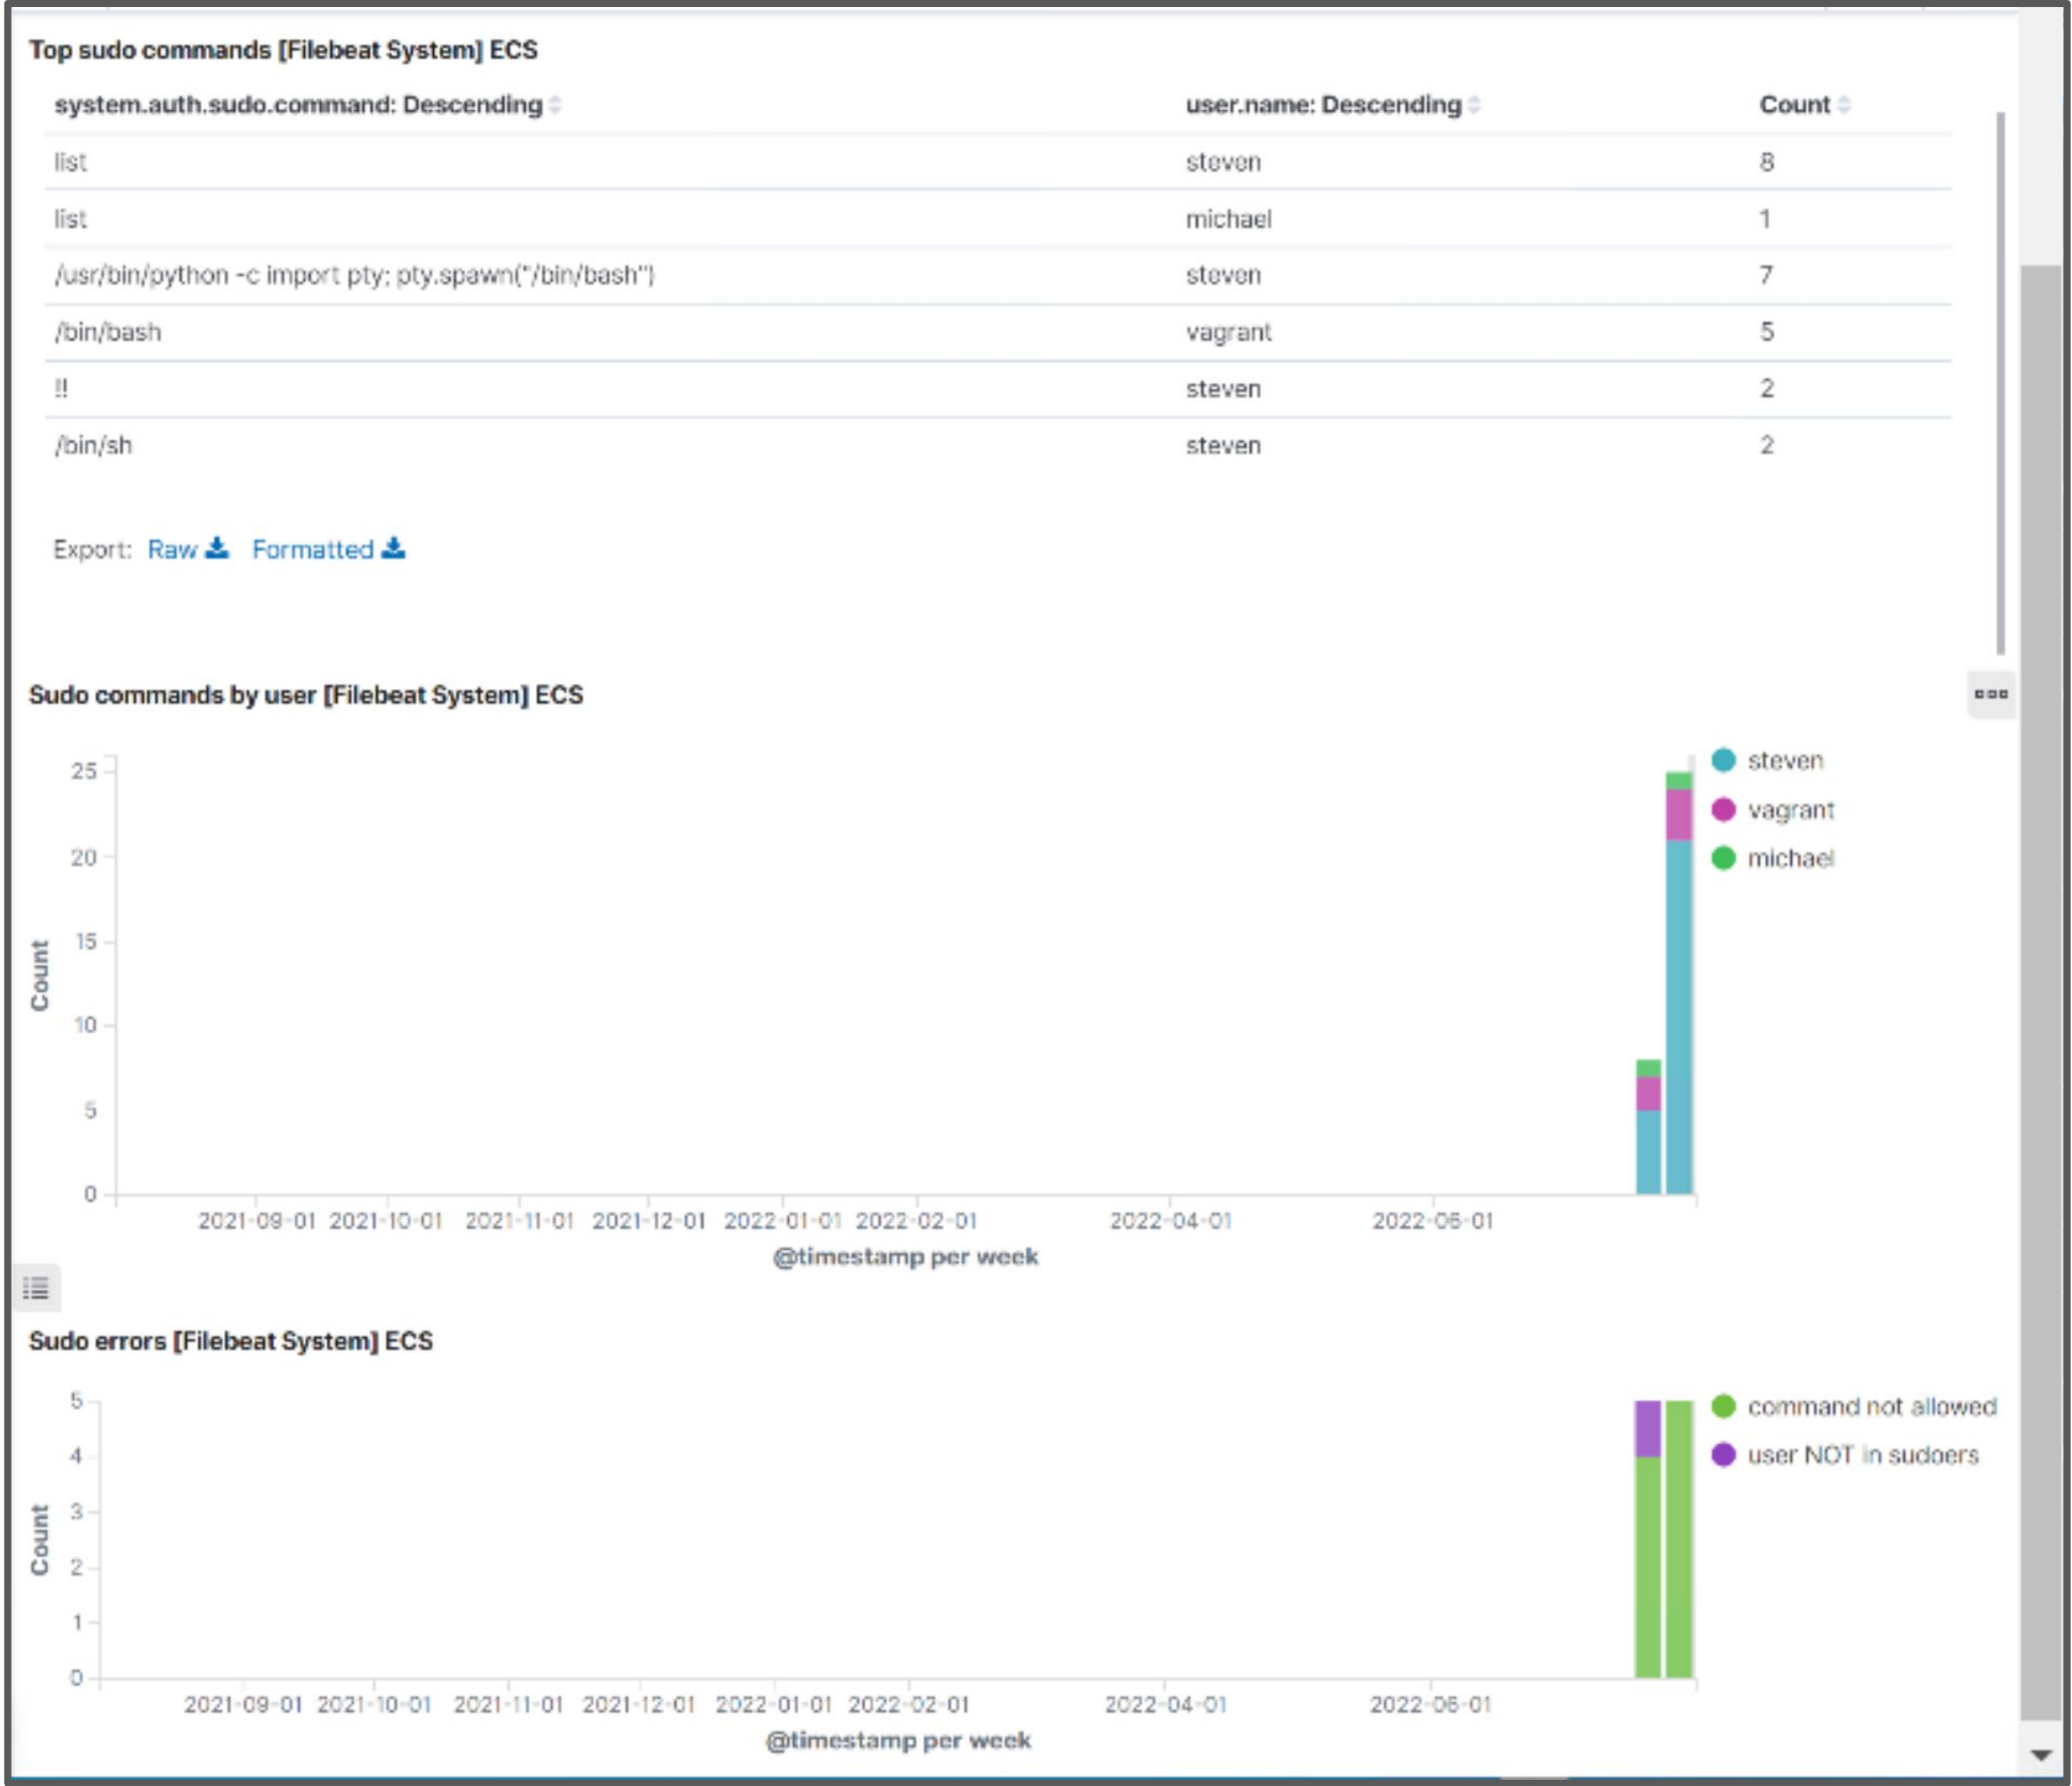 Top sudo commands [Filebeat System] ECS
system.auth.sudo.command: Descending user.name: Descending Count
list steven 8
list michael 1
/usr/bin/python -c import pty; pty.spawn("/bin/bash") steven 7
/bin/bash vagrant 5
!! steven 2
/bin/sh steven 2
Export: Raw Formatted
Sudo commands by user [Filebeat System] ECS
25
20
15
10
5
0
Count
steven
vagrant
michael
2021-09-01 2021-10-01 2021-11-01 2021-12-01 2022-01-01 2022-02-01 2022-04-01 2022-06-01
@timestamp per week
Sudo errors [Filebeat System] ECS
5
4
3
2
1
0
Count
command not allowed
user NOT in sudoers
2021-09-01 2021-10-01 2021-11-01 2021-12-01 2022-01-01 2022-02-01 2022-04-01 2022-06-01
@timestamp per week